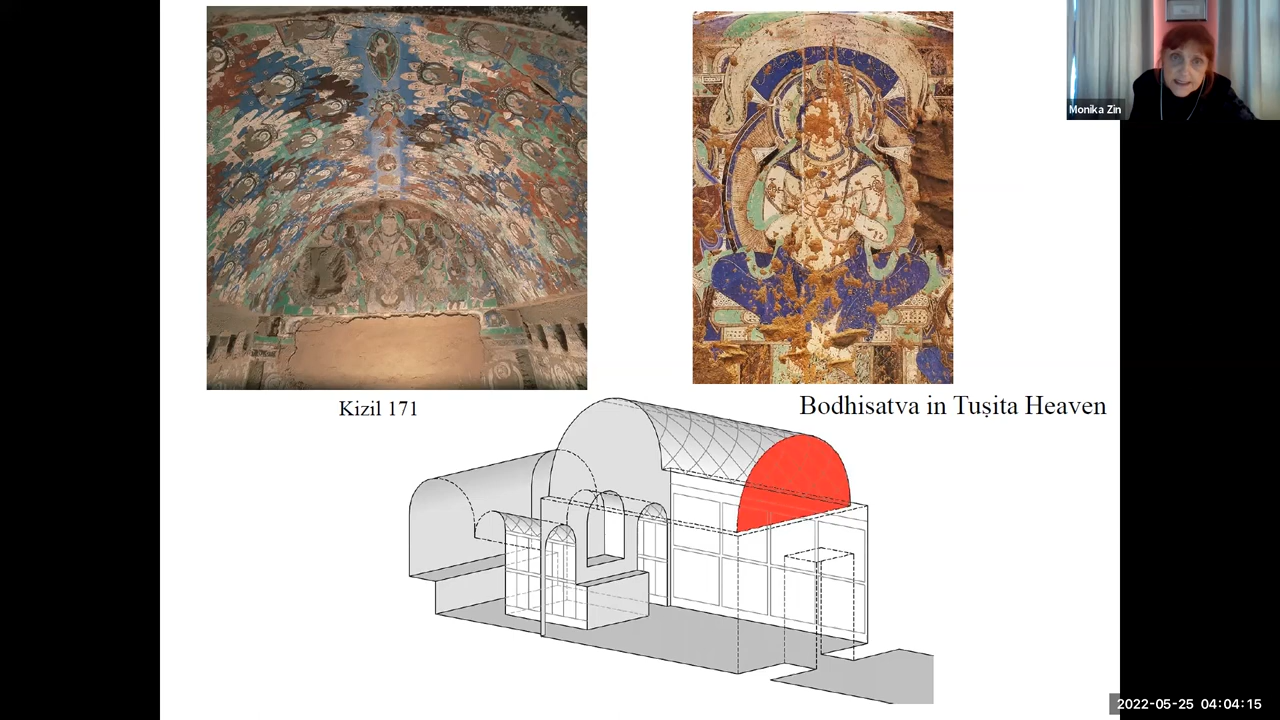 Monika Zin
Kizil 171
Bodhisatva in Tuṣita Heaven
2022-05-25 04:04:15